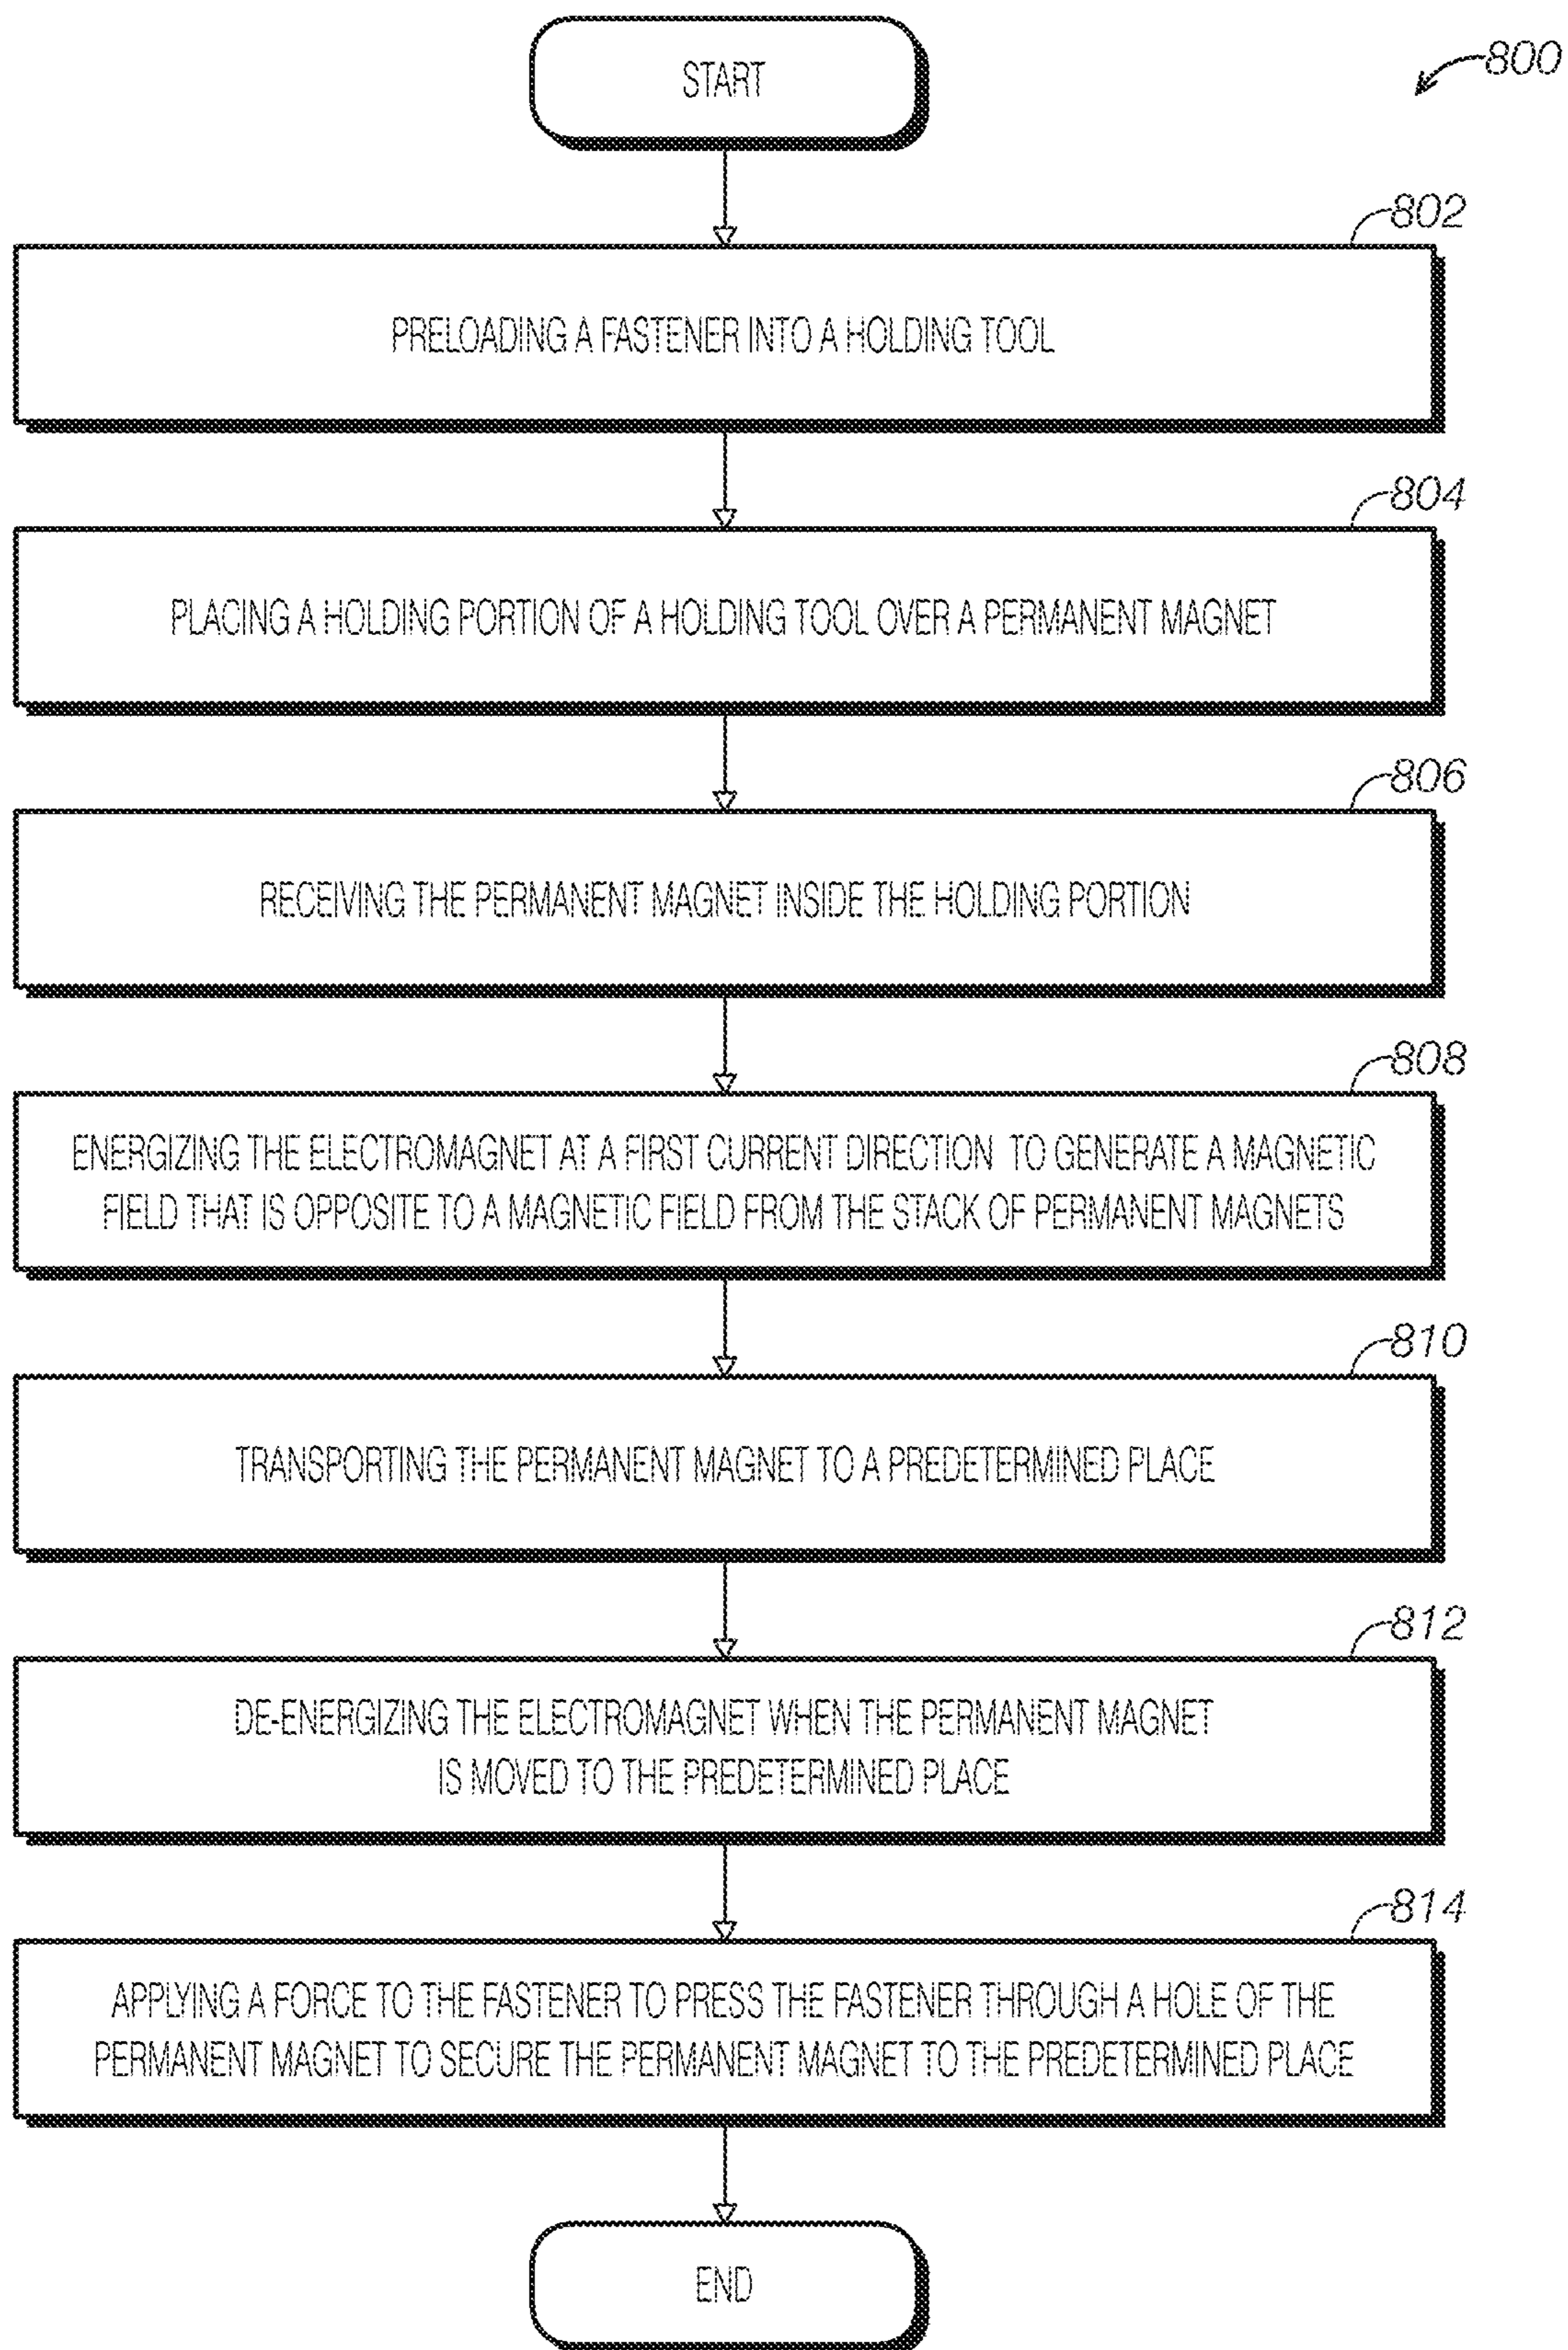 START
800
802
PRELOADING A FASTENER INTO A HOLDING TOOL
804
PLACING A HOLDING PORTION OF A HOLDING TOOL OVER A PERMANENT MAGNET
806
RECEIVING THE PERMANENT MAGNET INSIDE THE HOLDING PORTION
808
ENERGIZING THE ELECTROMAGNET AT A FIRST CURRENT DIRECTION TO GENERATE A MAGNETIC
FIELD THAT IS OPPOSITE TO A MAGNETIC FIELD FROM THE STACK OF PERMANENT MAGNETS
810
TRANSPORTING THE PERMANENT MAGNET TO A PREDETERMINED PLACE
812
DE-ENERGIZING THE ELECTROMAGNET WHEN THE PERMANENT MAGNET
IS MOVED TO THE PREDETERMINED PLACE
814
APPLYING A FORCE TO THE FASTENER TO PRESS THE FASTENER THROUGH A HOLE OF THE
PERMANENT MAGNET TO SECURE THE PERMANENT MAGNET TO THE PREDETERMINED PLACE
END